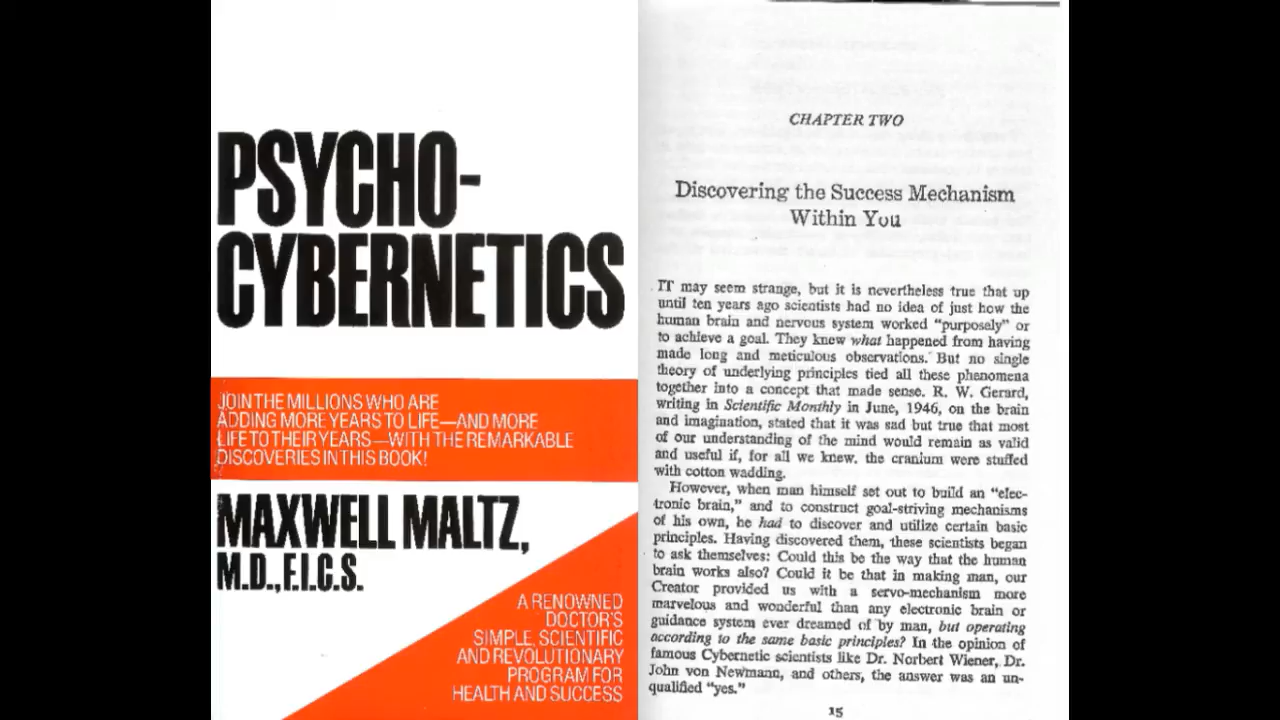 PSYCHO-
CYBERNETICS
JOIN THE MILLIONS WHO ARE
ADDING MORE YEARS TO LIFE—AND MORE
LIFE TO THEIR YEARS—WITH THE REMARKABLE
DISCOVERIES IN THIS BOOK!
MAXWELL MALTZ,
M.D., F.I.C.S.
A RENOWNED
DOCTOR'S
SIMPLE, SCIENTIFIC
AND REVOLUTIONARY
PROGRAM FOR
HEALTH AND SUCCESS
CHAPTER TWO
Discovering the Success Mechanism
Within You
IT may seem strange, but it is nevertheless true that up
until ten years ago scientists had no idea of just how the
human brain and nervous system worked “purposely” or
to achieve a goal. They knew what happened from having
made long and meticulous observations. But no single
theory of underlying principles tied all these phenomena
together into a concept that made sense. R. W. Gerard,
writing in Scientific Monthly in June, 1946, on the brain
and imagination, stated that it was sad but true that most
of our understanding of the mind would remain as valid
and useful if, for all we knew, the cranium were stuffed
with cotton wadding.
However, when man himself set out to build an “elec-
tronic brain,” and to construct goal-striving mechanisms
of his own, he had to discover and utilize certain basic
principles. Having discovered them, these scientists began
to ask themselves: Could this be the way that the human
brain works also? Could it be that in making man, our
Creator provided us with a servo-mechanism more
marvelous and wonderful than any electronic brain or
guidance system ever dreamed of by man, but operating
according to the same basic principles? In the opinion of
famous Cybernetic scientists like Dr. Norbert Wiener, Dr.
John von Newmann, and others, the answer was an un-
qualified “yes.”
15